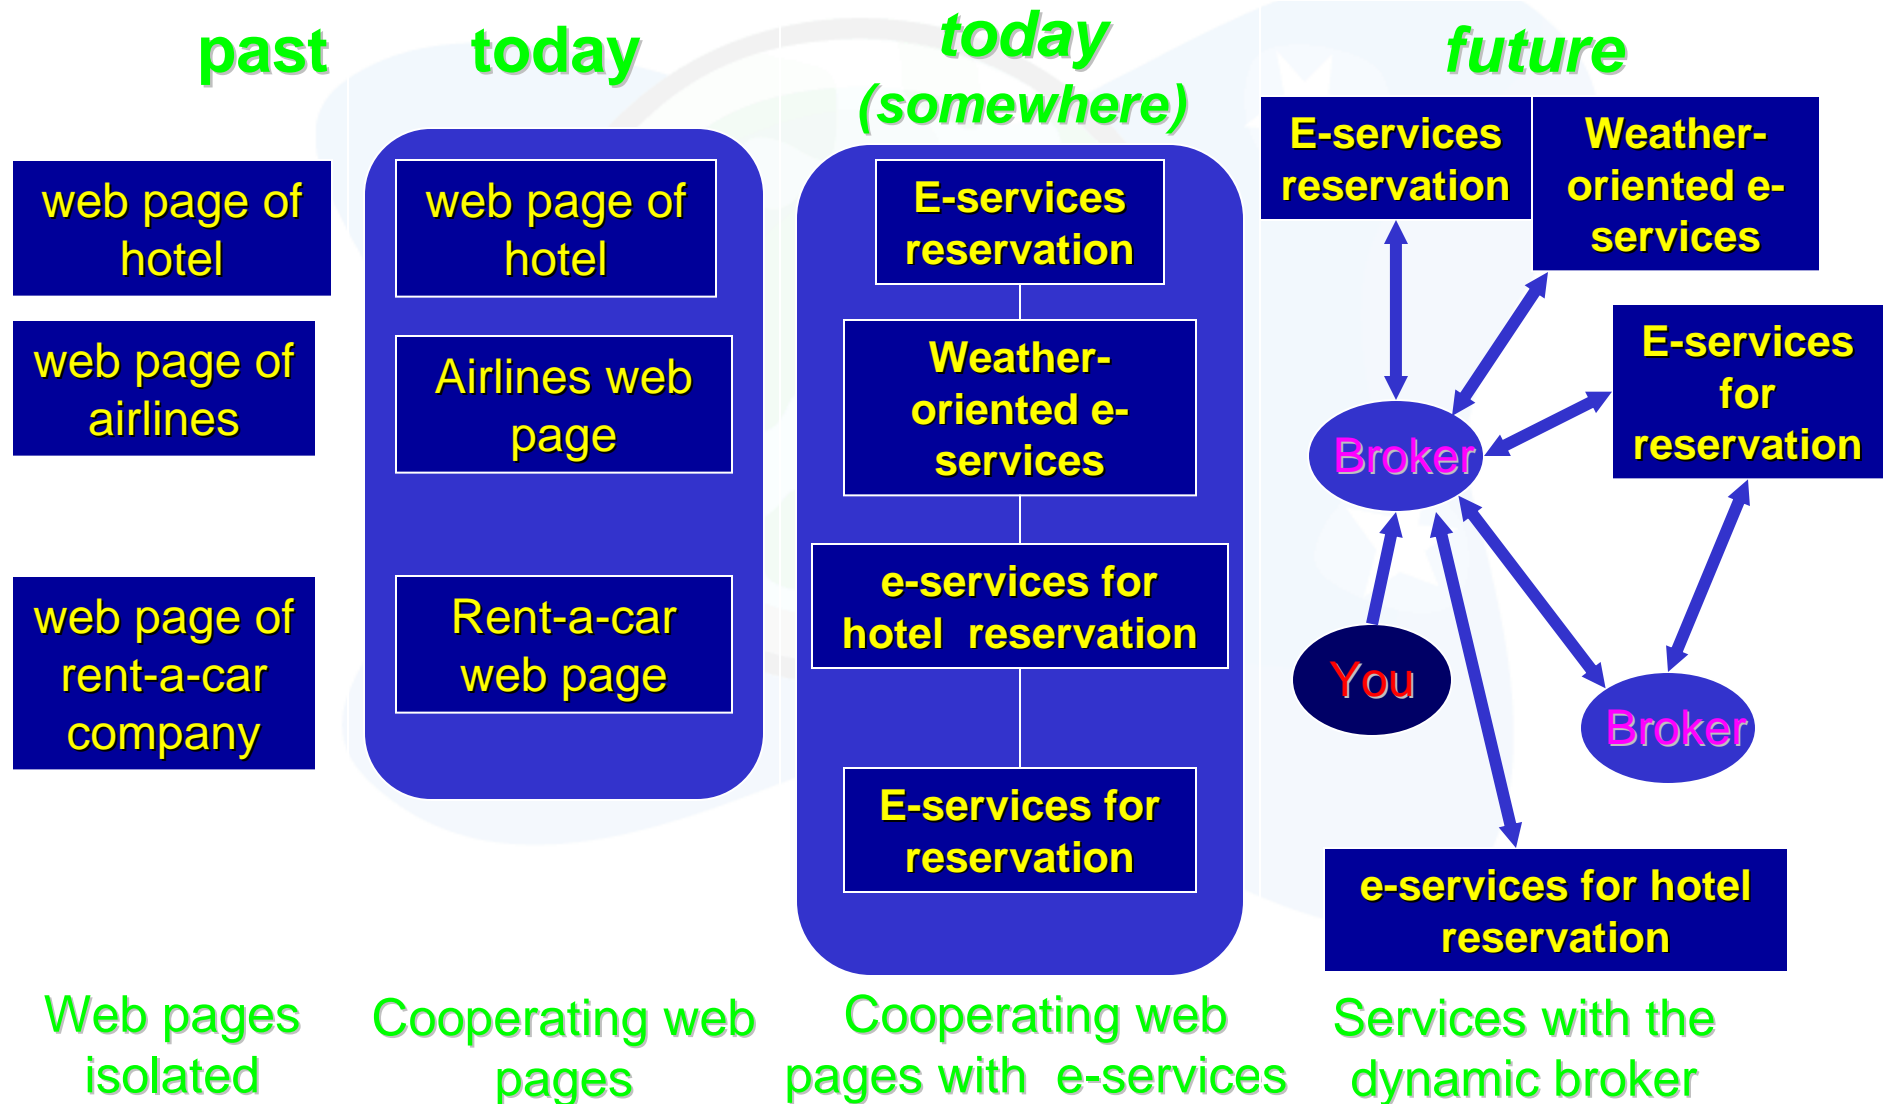 past
today
today
(somewhere)
future
web page of
hotel
web page of
airlines
web page of
rent-a-car
company
web page of
hotel
Airlines web
page
Rent-a-car
web page
E-services
reservation
Weather-
oriented e-
services
e-services for
hotel reservation
E-services for
reservation
E-services
reservation
Weather-
oriented e-
services
E-services
for
reservation
Broker
You
Broker
e-services for hotel
reservation
Web pages
isolated
Cooperating web
pages
Cooperating web
pages with e-services
Services with the
dynamic broker